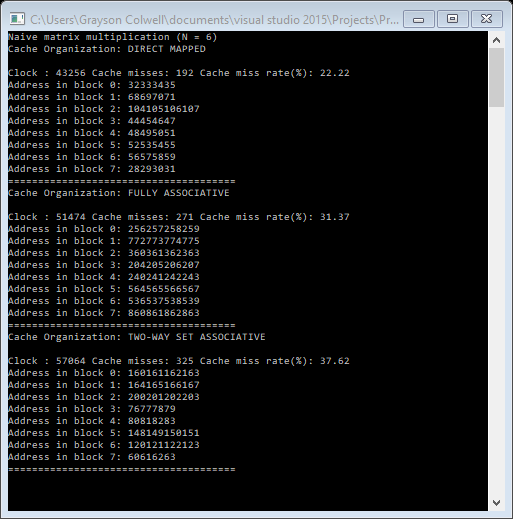 C:\Users\Grayson Colwell\documents\visual studio 2015\Projects\Pr...
Naive matrix multiplication (N = 6)
Cache Organization: DIRECT MAPPED
Clock : 43256 Cache misses: 192 Cache miss rate(%): 22.22
Address in block 0: 32333435
Address in block 1: 68697071
Address in block 2: 104105106107
Address in block 3: 44454647
Address in block 4: 48495051
Address in block 5: 52535455
Address in block 6: 56575859
Address in block 7: 28293031
======================================
Cache Organization: FULLY ASSOCIATIVE
Clock : 51474 Cache misses: 271 Cache miss rate(%): 31.37
Address in block 0: 256257258259
Address in block 1: 772773774775
Address in block 2: 360361362363
Address in block 3: 204205206207
Address in block 4: 240241242243
Address in block 5: 564565566567
Address in block 6: 536537538539
Address in block 7: 860861862863
======================================
Cache Organization: TWO-WAY SET ASSOCIATIVE
Clock : 57064 Cache misses: 325 Cache miss rate(%): 37.62
Address in block 0: 160161162163
Address in block 1: 164165166167
Address in block 2: 200201202203
Address in block 3: 76777879
Address in block 4: 80818283
Address in block 5: 148149150151
Address in block 6: 120121122123
Address in block 7: 60616263
======================================